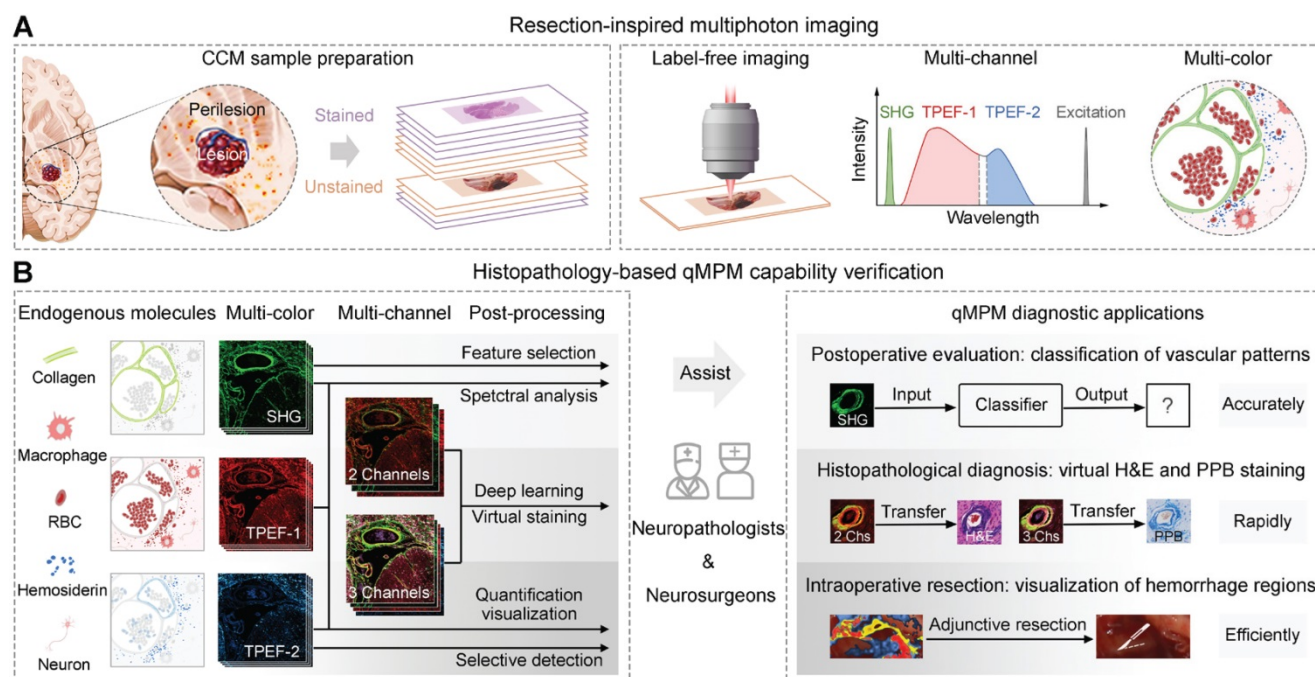 A
Resection-inspired multiphoton imaging
CCM sample preparation
Perilesion
Lesion
Stained
Unstained
Label-free imaging
Multi-channel
Multi-color
SHG
TPEF-1
TPEF-2
Excitation
Intensity
Wavelength
B
Histopathology-based qMPM capability verification
Endogenous molecules
Multi-color
Multi-channel
Post-processing
Collagen
Macrophage
RBC
Hemosiderin
Neuron
SHG
TPEF-1
TPEF-2
2 Channels
3 Channels
Feature selection
Spetctral analysis
Deep learning
Virtual staining
Quantification
visualization
Selective detection
Assist
Neuropathologists
&
Neurosurgeons
qMPM diagnostic applications
Postoperative evaluation: classification of vascular patterns
SHG
Input
Classifier
Output
?
Accurately
Histopathological diagnosis: virtual H&E and PPB staining
2 Chs
Transfer
H&E
3 Chs
Transfer
PPB
Rapidly
Intraoperative resection: visualization of hemorrhage regions
Adjunctive resection
Efficiently